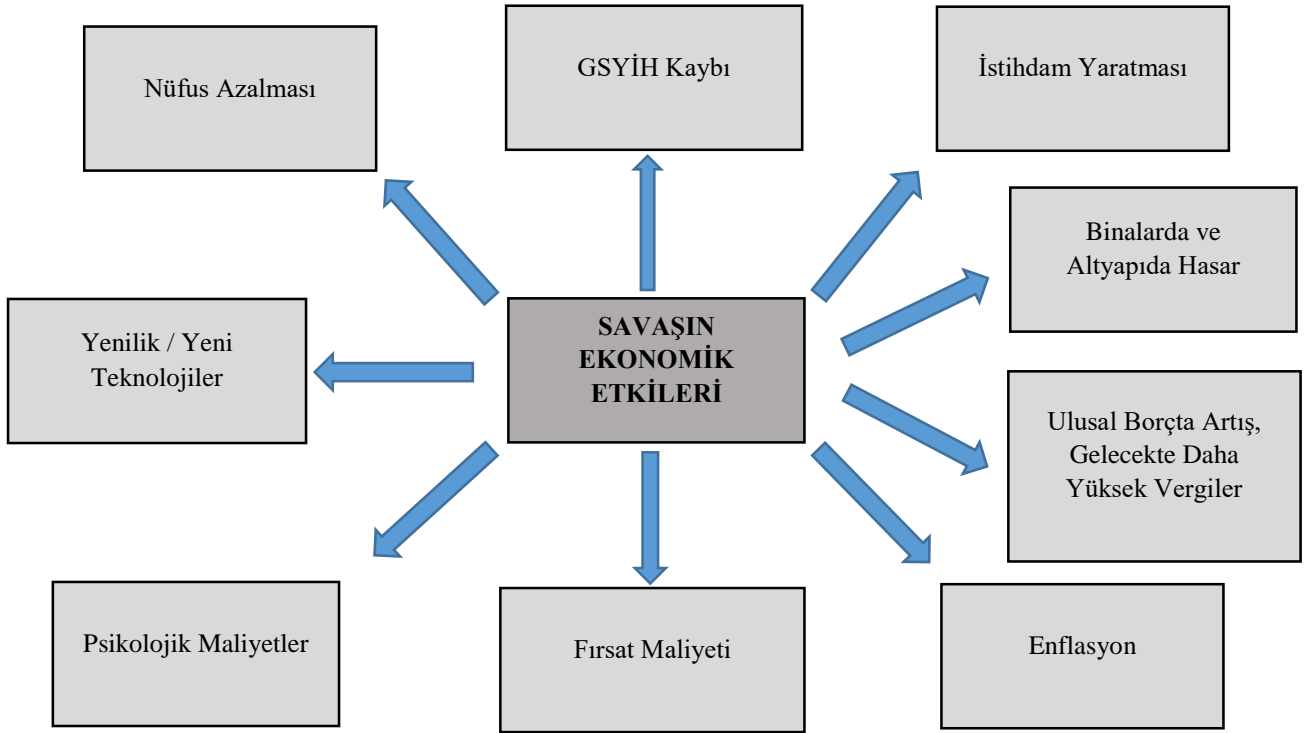 Nüfus Azalması
GSYİH Kaybı
İstihdam Yaratması
Binalarda ve
Altyapıda Hasar
Yenilik / Yeni
Teknolojiler
SAVAŞIN
EKONOMİK
ETKİLERİ
Ulusal Borçta Artış,
Gelecekte Daha
Yüksek Vergiler
Psikolojik Maliyetler
Fırsat Maliyeti
Enflasyon